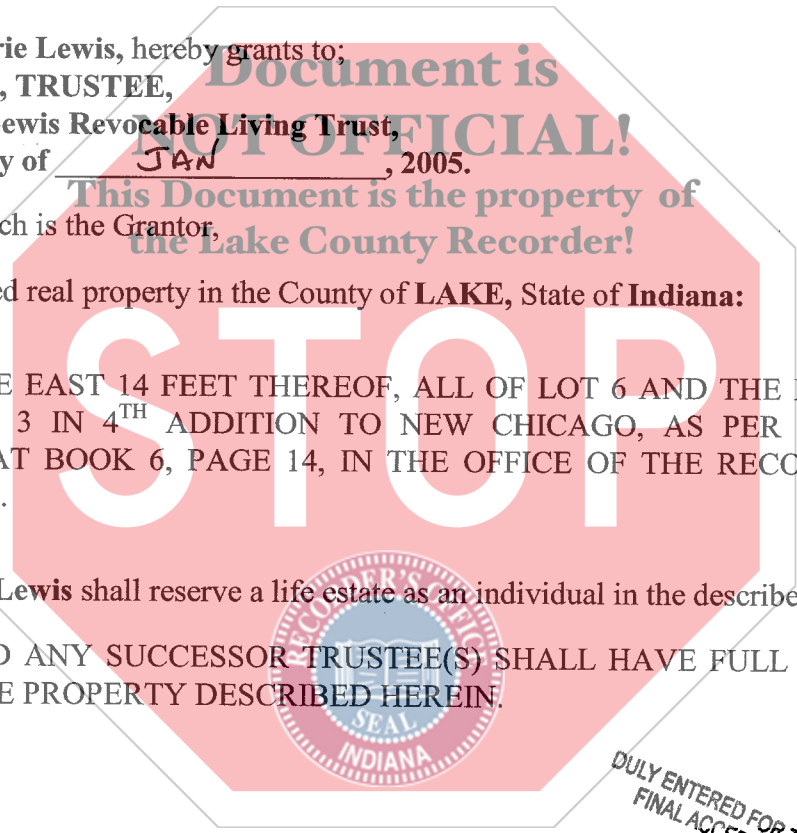 rie Lewis, hereby grants to;
Document is
, TRUSTEE,
ewis Revocable Living Trust,
NOT OFFICIAL!
y of JAN, 2005.
This Document is the property of
ch is the Grantor,
the Lake County Recorder!
ed real property in the County of LAKE, State of Indiana:
STOP
E EAST 14 FEET THEREOF, ALL OF LOT 6 AND THE
3 IN 4TH ADDITION TO NEW CHICAGO, AS PER
AT BOOK 6, PAGE 14, IN THE OFFICE OF THE RECO
.
Lewis shall reserve a life estate as an individual in the describe
RECORDER'S OFFICE
D ANY SUCCESSOR TRUSTEE(S) SHALL HAVE FULL
E PROPERTY DESCRIBED HEREIN.
SEAL
INDIANA
DULY ENTERED FOR
FINAL ACCE